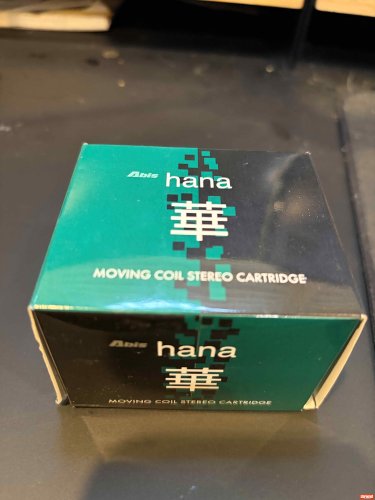 Abis hana
華
MOVING COIL STEREO CARTRIDGE
Abis hana
華
MOVING COIL STEREO CARTRIDGE